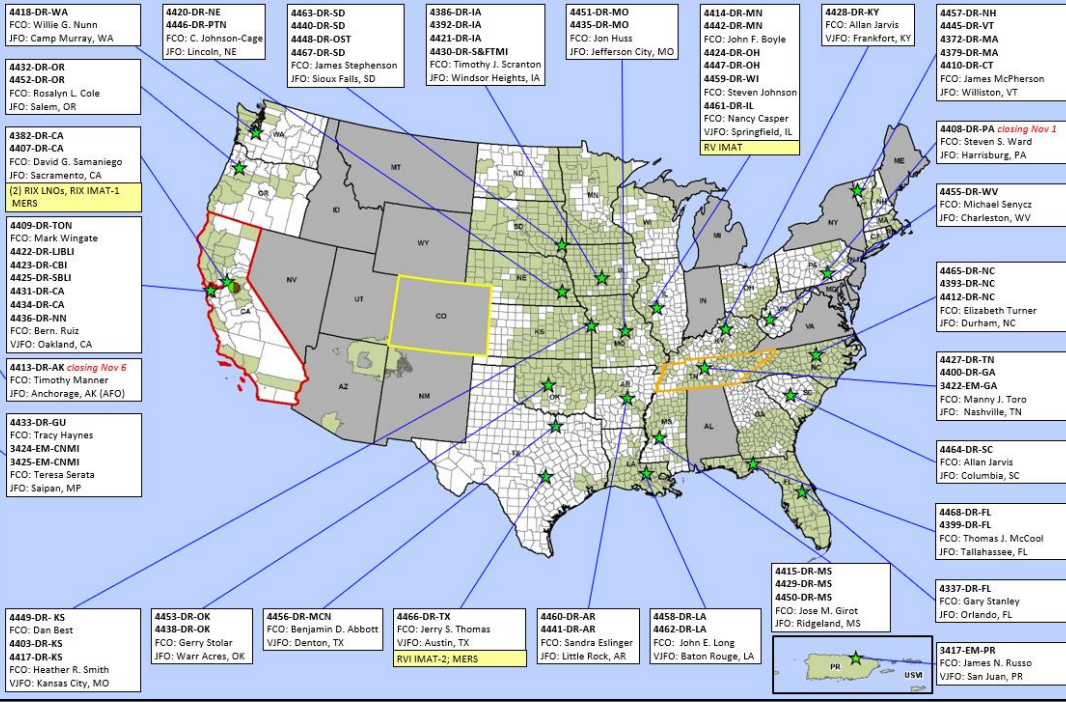 4418-DR-WA
FCO: Willie G. Nunn
JFO: Camp Murray, WA
4420-DR-NE
4446-DR-PTN
FCO: C. Johnson-Cage
JFO: Lincoln, NE
4463-DR-SD
4440-DR-SD
4448-DR-OST
4467-DR-SD
FCO: James Stephenson
JFO: Sioux Falls, SD
4386-DR-IA
4392-DR-IA
4421-DR-IA
4430-DR-S&FTMI
FCO: Timothy J. Scranton
JFO: Windsor Heights, IA
4451-DR-MO
4435-DR-MO
FCO: Jon Huss
JFO: Jefferson City, MO
4414-DR-MN
4442-DR-MN
FCO: John F. Boyle
4424-DR-OH
4447-DR-OH
FCO: Steven Johnson
4459-DR-WI
4461-DR-IL
FCO: Nancy Casper
VJFO: Springfield, IL
RV IMAT
4428-DR-KY
FCO: Allan Jarvis
VJFO: Frankfort, KY
4457-DR-NH
4445-DR-VT
4372-DR-MA
4379-DR-MA
4410-DR-CT
FCO: James McPherson
JFO: Williston, VT
4432-DR-OR
4452-DR-OR
FCO: Rosalyn L. Cole
JFO: Salem, OR
4382-DR-CA
4407-DR-CA
FCO: David G. Samaniego
JFO: Sacramento, CA
(2) RIX LNOs, RIX IMAT-1
MERS
4409-DR-TON
FCO: Mark Wingate
4422-DR-LJBLI
4423-DR-CBI
4425-DR-SBLI
4431-DR-CA
4434-DR-CA
4436-DR-NN
FCO: Bern. Ruiz
VJFO: Oakland, CA
4413-DR-AK closing Nov 6
FCO: Timothy Manner
JFO: Anchorage, AK (AFO)
4433-DR-GU
FCO: Tracy Haynes
3424-EM-CNMI
3425-EM-CNMI
FCO: Teresa Serata
JFO: Saipan, MP
4408-DR-PA closing Nov 1
FCO: Steven S. Ward
JFO: Harrisburg, PA
4455-DR-WV
FCO: Michael Senycz
JFO: Charleston, WV
4465-DR-NC
4393-DR-NC
4412-DR-NC
FCO: Elizabeth Turner
JFO: Durham, NC
4427-DR-TN
4400-DR-GA
3422-EM-GA
FCO: Manny J. Toro
JFO: Nashville, TN
4464-DR-SC
FCO: Allan Jarvis
JFO: Columbia, SC
4468-DR-FL
4399-DR-FL
FCO: Thomas J. McCool
JFO: Tallahassee, FL
4337-DR-FL
FCO: Gary Stanley
JFO: Orlando, FL
3417-EM-PR
FCO: James N. Russo
VJFO: San Juan, PR
WA
MT
ND
MN
ME
OR
ID
SD
WI
NY
NH
MA
CT
WY
MI
IA
PA
NE
NV
UT
CO
IL
IN
OH
MD
CA
KS
MO
KY
VA
AZ
NM
OK
AR
TN
NC
SC
TX
LA
MS
AL
GA
4449-DR- KS
FCO: Dan Best
4403-DR-KS
4417-DR-KS
FCO: Heather R. Smith
VJFO: Kansas City, MO
4453-DR-OK
4438-DR-OK
FCO: Gerry Stolar
JFO: Warr Acres, OK
4456-DR-MCN
FCO: Benjamin D. Abbott
VJFO: Denton, TX
4466-DR-TX
FCO: Jerry S. Thomas
VJFO: Austin, TX
RVI IMAT-2; MERS
4460-DR-AR
4441-DR-AR
FCO: Sandra Eslinger
JFO: Little Rock, AR
4458-DR-LA
4462-DR-LA
FCO: John E. Long
VJFO: Baton Rouge, LA
4415-DR-MS
4429-DR-MS
4450-DR-MS
FCO: Jose M. Girot
JFO: Ridgeland, MS
PR
USVI